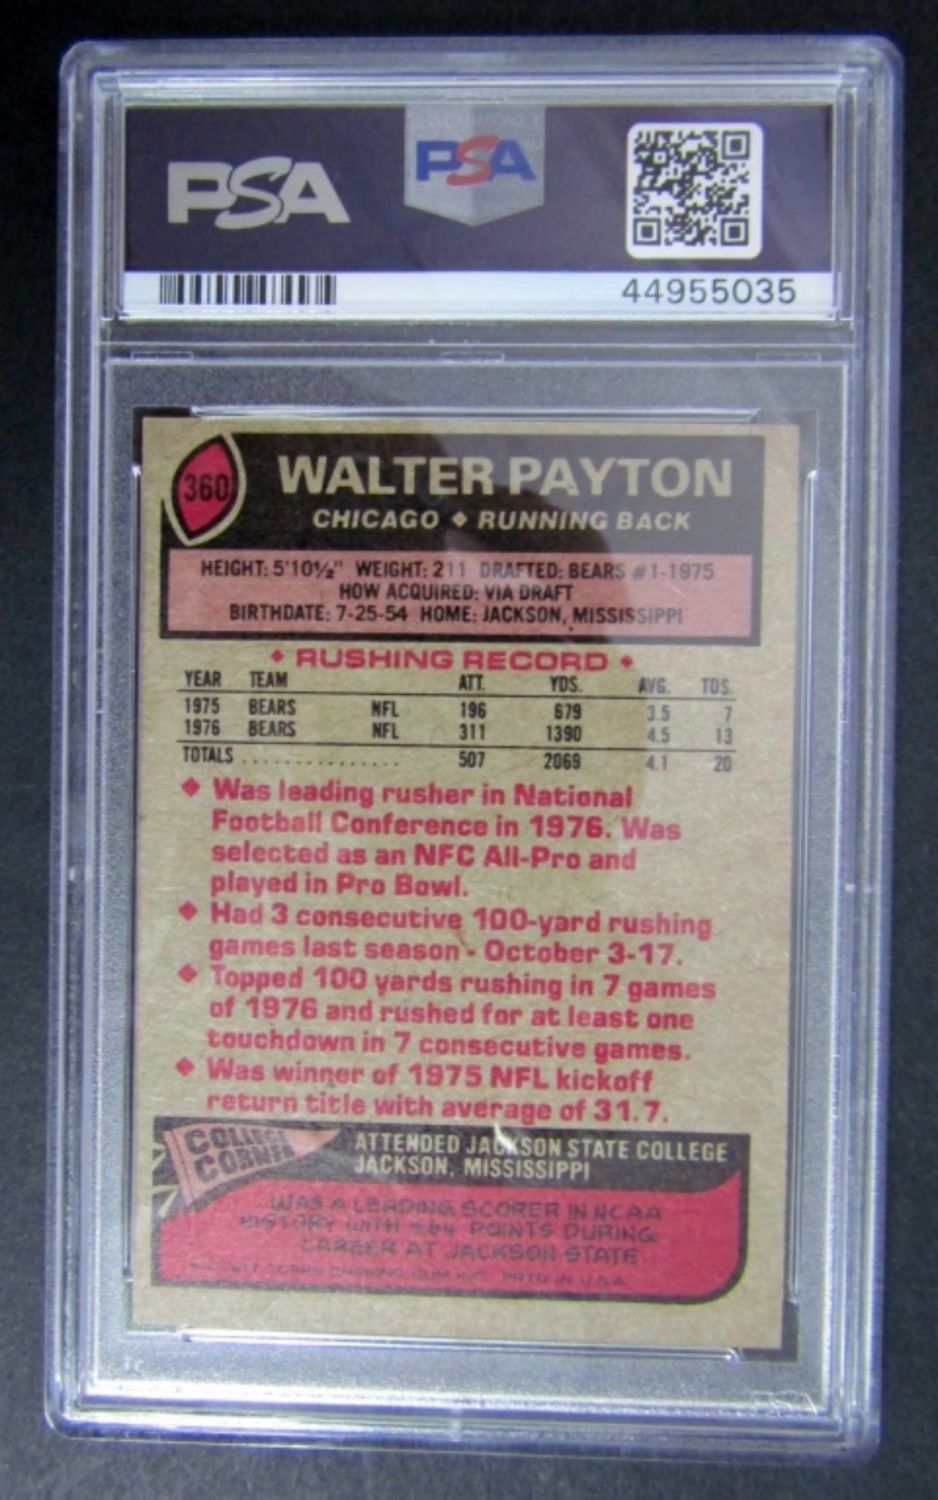 PSA
PSA
44955035
360
WALTER PAYTON
CHICAGO ♦ RUNNING BACK
HEIGHT: 5'10½" WEIGHT: 211 DRAFTED: BEARS #1-1975
HOW ACQUIRED: VIA DRAFT
BIRTHDATE: 7-25-54 HOME: JACKSON, MISSISSIPPI
♦ RUSHING RECORD ♦
YEAR TEAM ATT. YDS. AVG. TDS.
1975 BEARS NFL 196 679 3.5 7
1976 BEARS NFL 311 1390 4.5 13
TOTALS ............... 507 2069 4.1 20
♦ Was leading rusher in National
Football Conference in 1976. Was
selected as an NFC All-Pro and
played in Pro Bowl.
♦ Had 3 consecutive 100-yard rushing
games last season - October 3-17.
♦ Topped 100 yards rushing in 7 games
of 1976 and rushed for at least one
touchdown in 7 consecutive games.
♦ Was winner of 1975 NFL kickoff
return title with average of 31.7.
COLLEGE
CORNER
ATTENDED JACKSON STATE COLLEGE
JACKSON, MISSISSIPPI
WAS A LEADING SCORER IN NCAA
HISTORY WITH 464 POINTS DURING
CAREER AT JACKSON STATE.
TOPPS CHEWING GUM INC. PRTD IN U.S.A.